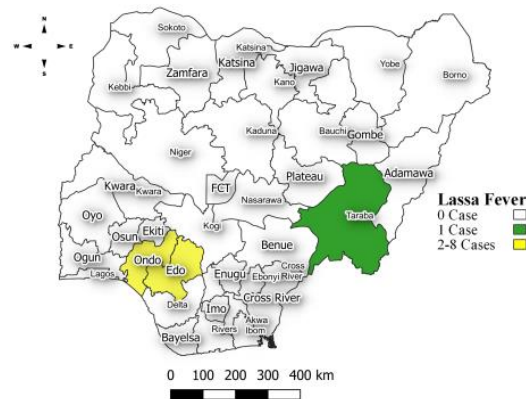 N
W E
S
Sokoto
Katsina
Zamfara
Katsina
Jigawa
Yobe
Borno
Kebbi
Kano
Kaduna
Bauchi
Gombe
Niger
Adamawa
Plateau
FCT
Kwara
Kwara
Nasarawa
Taraba
Oyo
Kogi
Osun
Ekiti
Benue
Ogun
Ondo
Edo
Lagos
Enugu
Ebonyi
Cross
River
Cross River
Delta
Imo
Akwa
Ibom
Rivers
Bayelsa
Lassa Fever
0 Case
1 Case
2-8 Cases
0 100 200 300 400 km